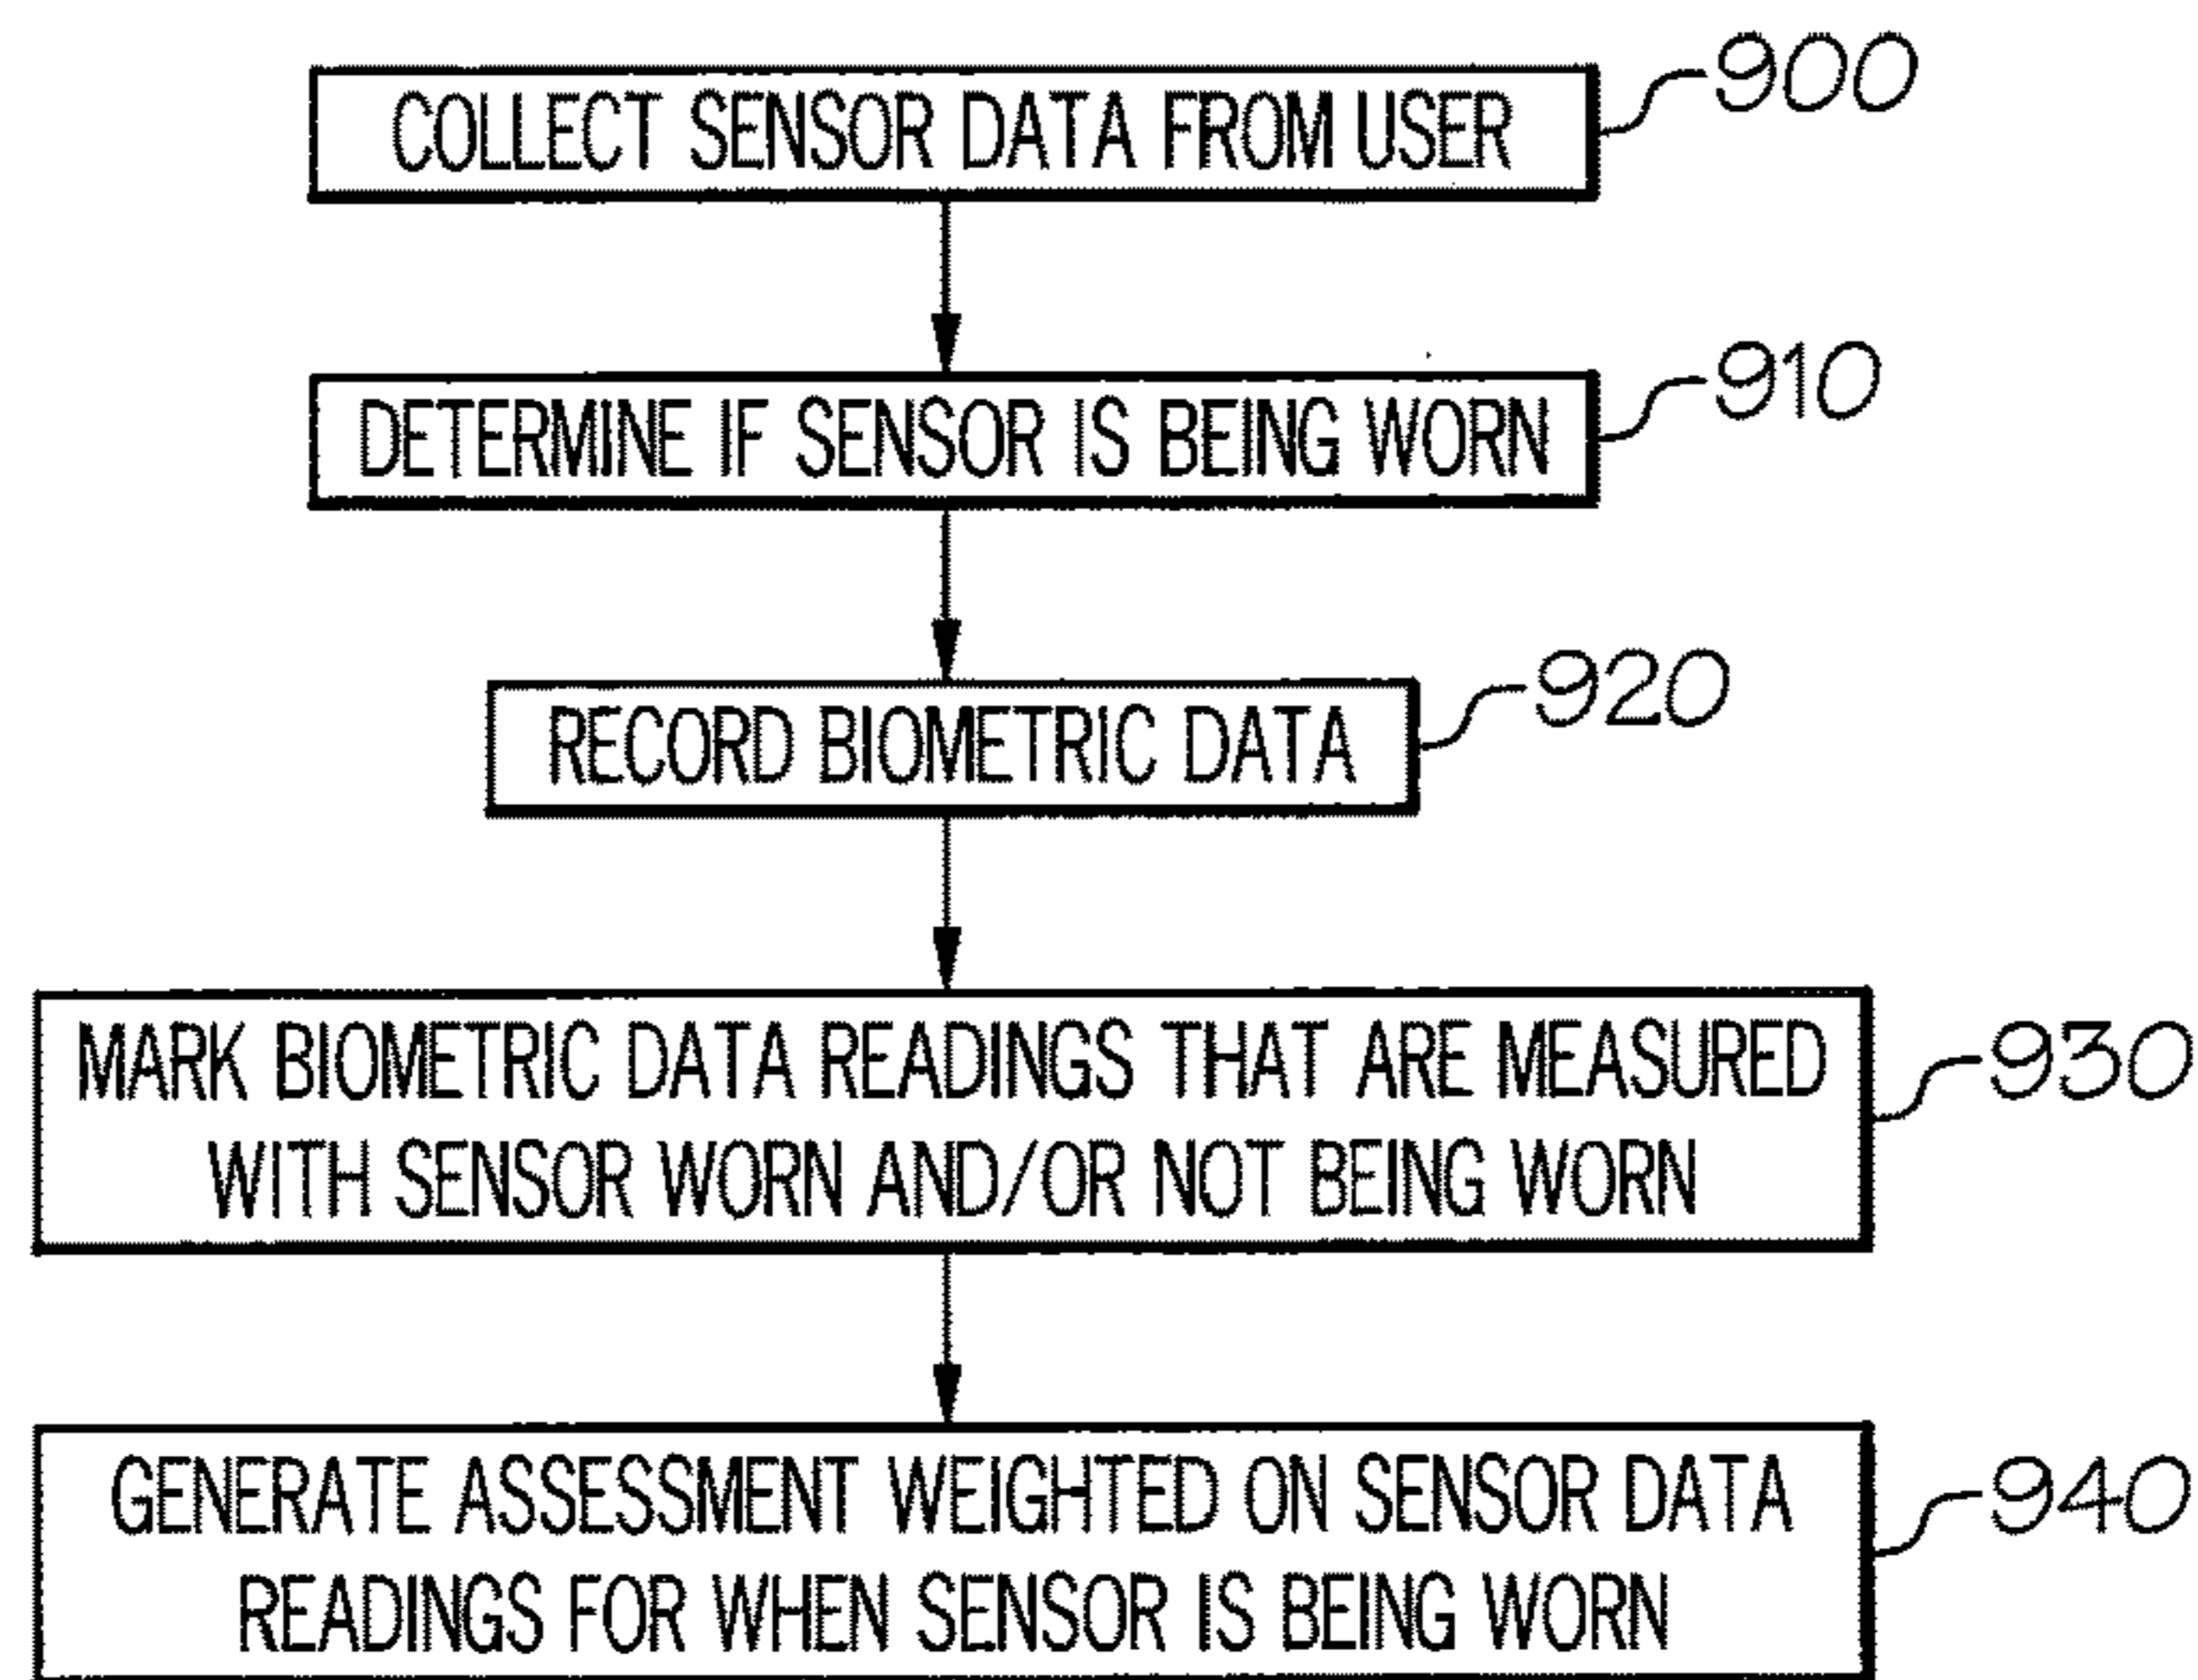 COLLECT SENSOR DATA FROM USER
900
DETERMINE IF SENSOR IS BEING WORN
910
RECORD BIOMETRIC DATA
920
MARK BIOMETRIC DATA READINGS THAT ARE MEASURED
WITH SENSOR WORN AND/OR NOT BEING WORN
930
GENERATE ASSESSMENT WEIGHTED ON SENSOR DATA
READINGS FOR WHEN SENSOR IS BEING WORN
940